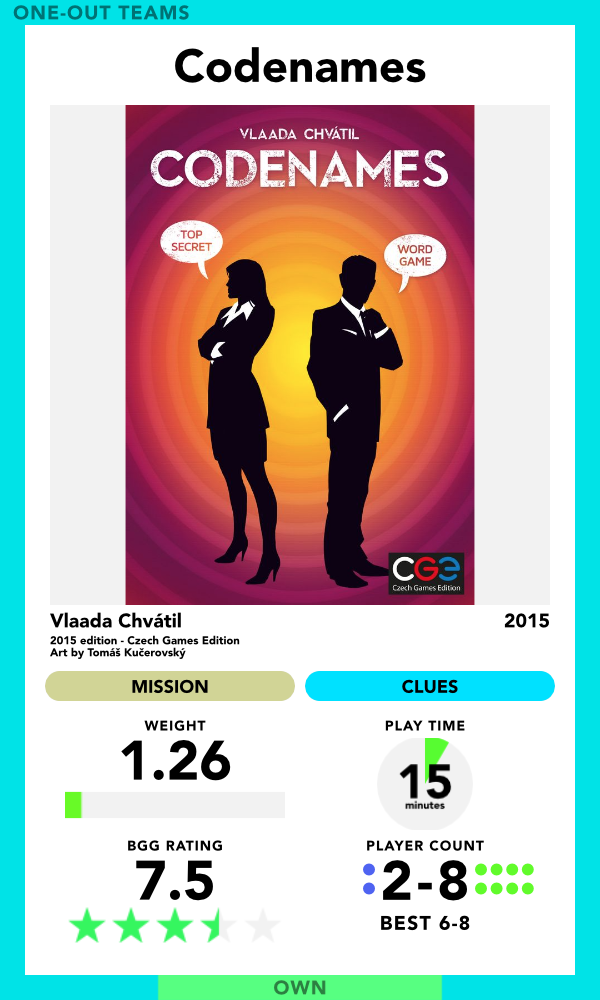 ONE-OUT TEAMS
Codenames
VLAADA CHVÁTIL
CODENAMES
TOP
SECRET
WORD
GAME
CGE
Czech Games Edition
Vlaada Chvátil
2015
2015 edition - Czech Games Edition
Art by Tomáš Kučerovský
MISSION
CLUES
WEIGHT
1.26
PLAY TIME
15
minutes
BGG RATING
7.5
PLAYER COUNT
2-8
BEST 6-8
OWN